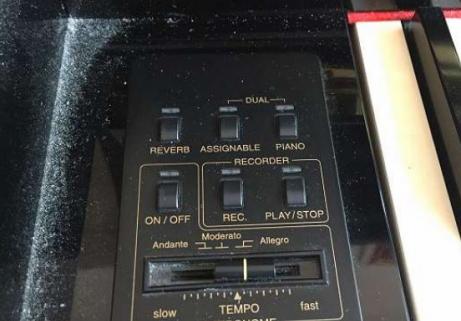 DUAL
REVERB ASSIGNABLE PIANO
RECORDER
ON / OFF REC. PLAY/STOP
Andante Moderato Allegro
slow TEMPO fast